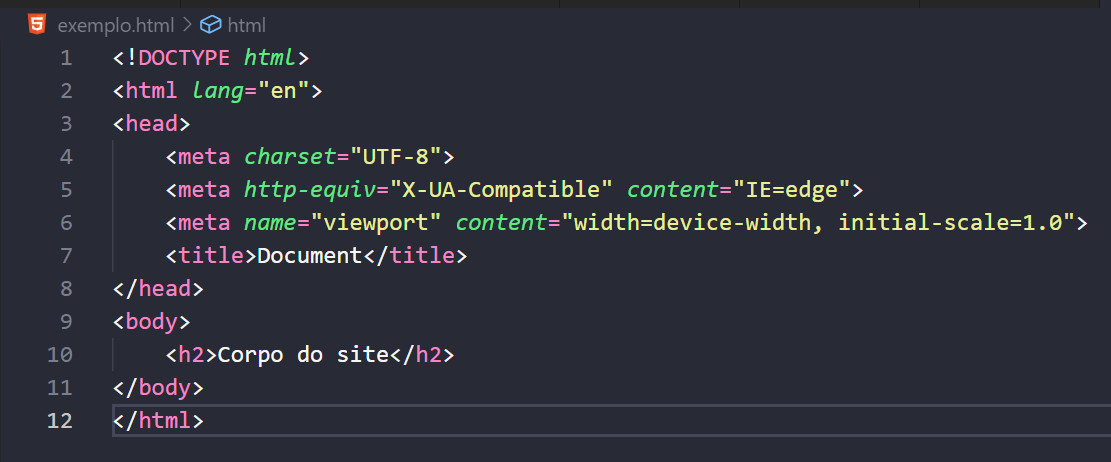 exemplo.html > html
1 <!DOCTYPE html>
2 <html lang="en">
3 <head>
4     <meta charset="UTF-8">
5     <meta http-equiv="X-UA-Compatible" content="IE=edge">
6     <meta name="viewport" content="width=device-width, initial-scale=1.0">
7     <title>Document</title>
8 </head>
9 <body>
10     <h2>Corpo do site</h2>
11 </body>
12 </html>